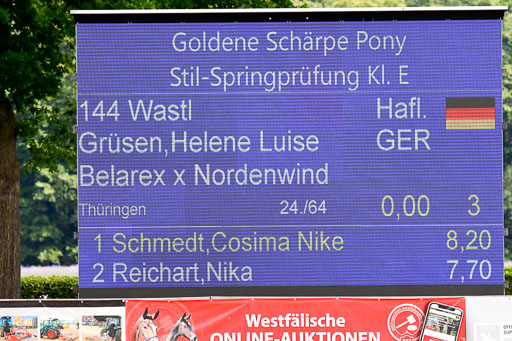 Goldene Schärpe Pony
Stil-Springprüfung Kl. E
144 Wastl Hafl.
Grüsen,Helene Luise GER
Belarex x Nordenwind
Thüringen 24./64 0,00 3
1 Schmedt,Cosima Nike 8,20
2 Reichart,Nika 7,70
Westfälische
ONLINE-AUKTIONEN